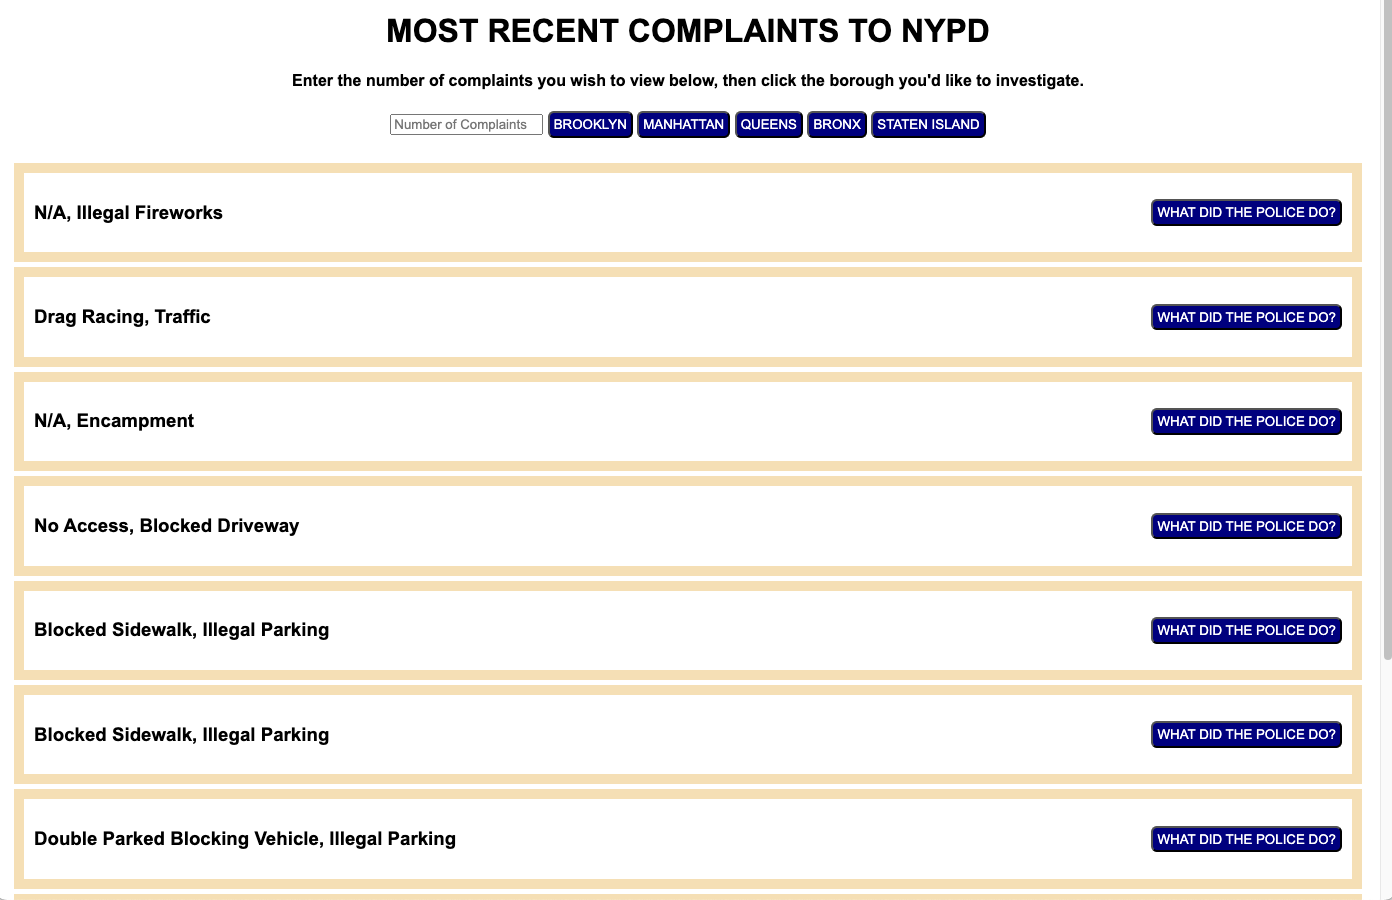 MOST RECENT COMPLAINTS TO NYPD
Enter the number of complaints you wish to view below, then click the borough you'd like to investigate.
Number of Complaints BROOKLYN MANHATTAN QUEENS BRONX STATEN ISLAND
N/A, Illegal Fireworks WHAT DID THE POLICE DO?
Drag Racing, Traffic WHAT DID THE POLICE DO?
N/A, Encampment WHAT DID THE POLICE DO?
No Access, Blocked Driveway WHAT DID THE POLICE DO?
Blocked Sidewalk, Illegal Parking WHAT DID THE POLICE DO?
Blocked Sidewalk, Illegal Parking WHAT DID THE POLICE DO?
Double Parked Blocking Vehicle, Illegal Parking WHAT DID THE POLICE DO?